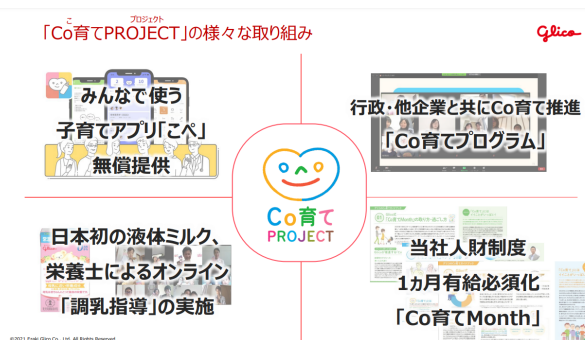 「Co育てPROJECT」の様々な取り組み
こ
プロジェクト
Glico
みんなで使う
子育てアプリ「こぺ」
無償提供
行政・他企業と共にCo育て推進
「Co育てプログラム」
Co育て
PROJECT
日本初の液体ミルク、
栄養士によるオンライン
「調乳指導」の実施
当社人財制度
1ヵ月有給必須化
「Co育てMonth」
©2021 Ezaki Glico Co., Ltd. All Rights Reserved.